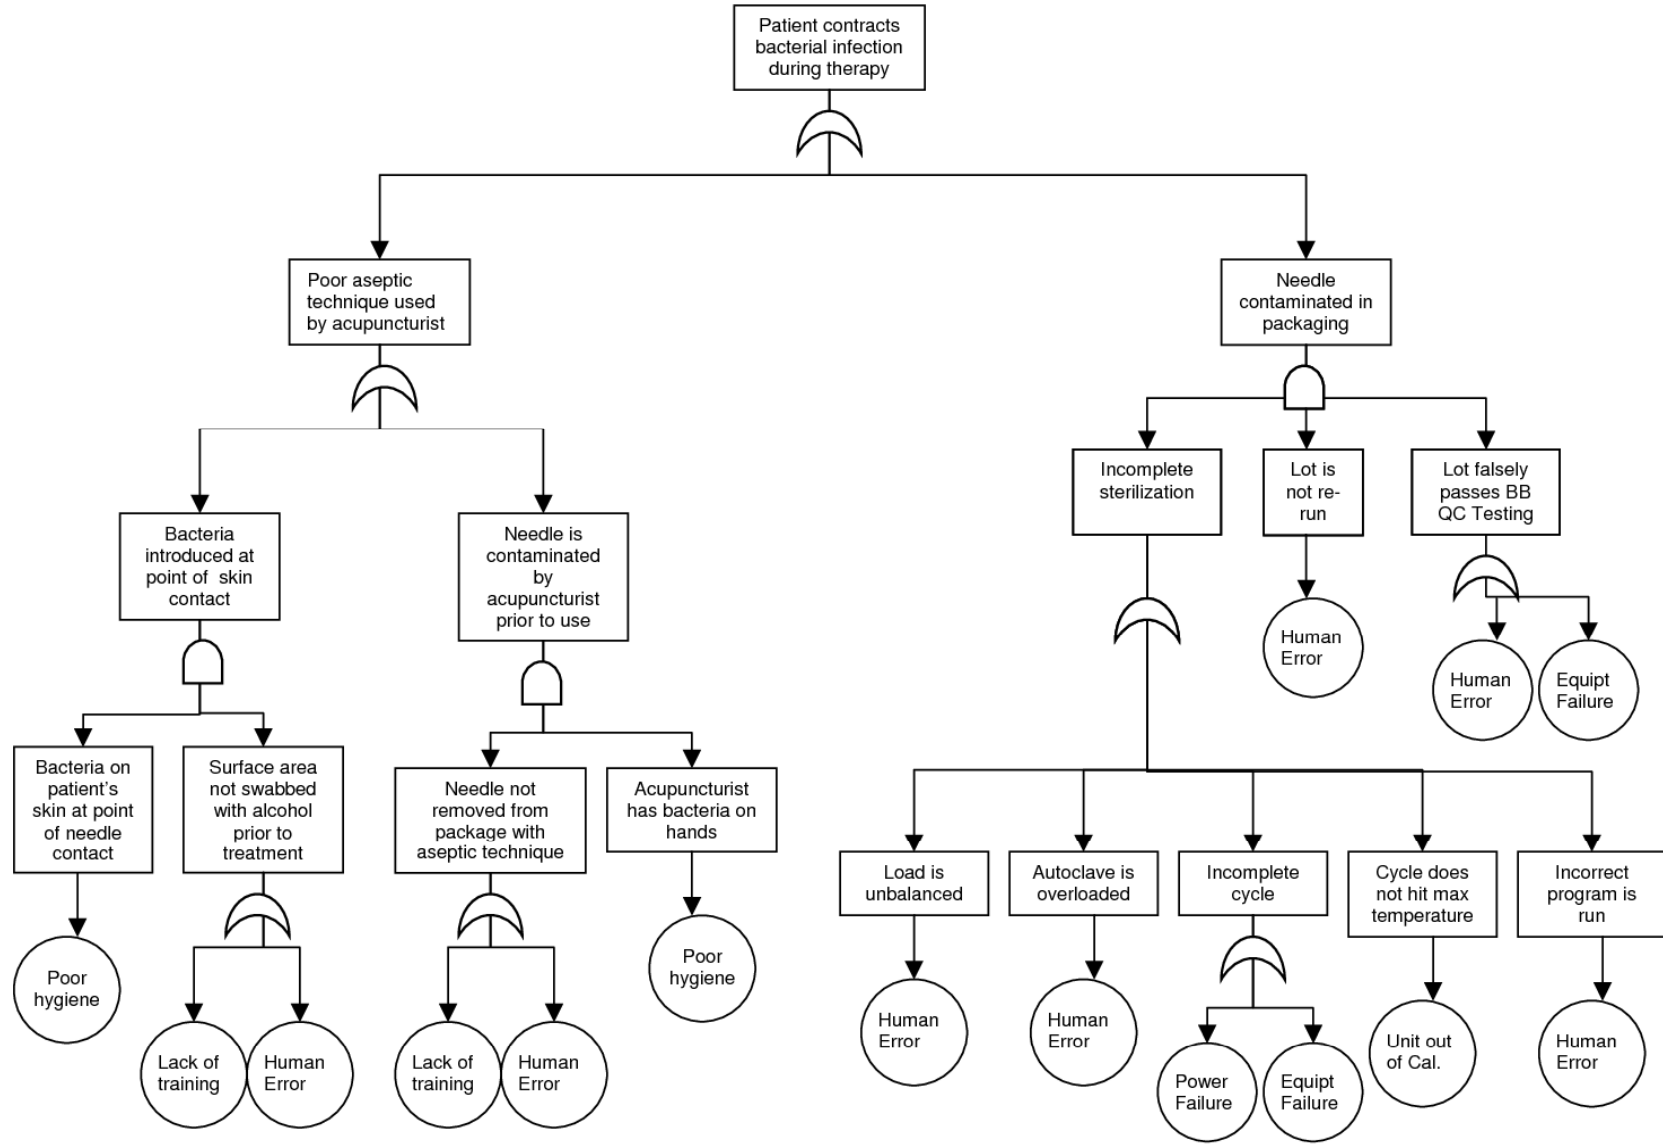 Patient contracts
bacterial infection
during therapy
Poor aseptic
technique used
by acupuncturist
Needle
contaminated in
packaging
Incomplete
sterilization
Lot is
not re-
run
Lot falsely
passes BB
QC Testing
Bacteria
introduced at
point of skin
contact
Needle is
contaminated
by
acupuncturist
prior to use
Human
Error
Human
Error
Equipt
Failure
Bacteria on
patient's
skin at point
of needle
contact
Surface area
not swabbed
with alcohol
prior to
treatment
Needle not
removed from
package with
aseptic technique
Acupuncturist
has bacteria on
hands
Load is
unbalanced
Autoclave is
overloaded
Incomplete
cycle
Cycle does
not hit max
temperature
Incorrect
program is
run
Poor
hygiene
Lack of
training
Human
Error
Lack of
training
Human
Error
Poor
hygiene
Human
Error
Human
Error
Power
Failure
Equipt
Failure
Unit out
of Cal.
Human
Error